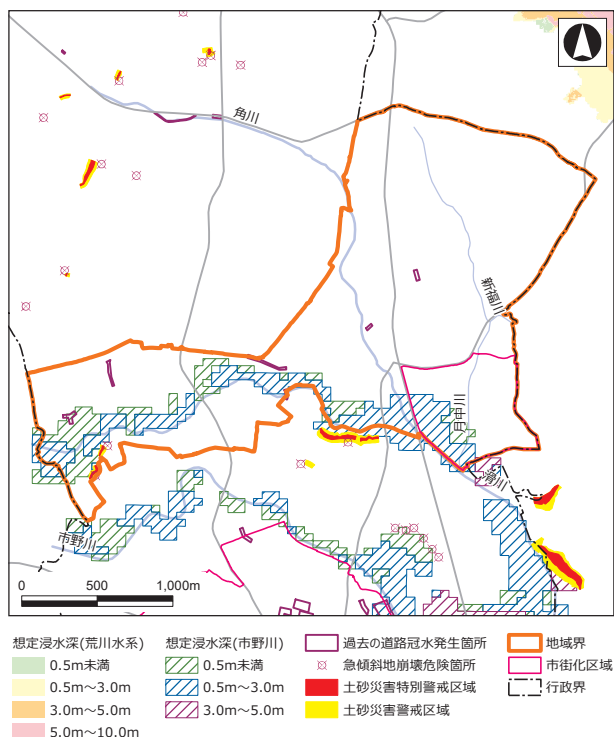 角川
新福川
月中川
滑川
市野川
0 500 1,000m
想定浸水深(荒川水系)
0.5m未満
0.5m～3.0m
3.0m～5.0m
5.0m～10.0m
想定浸水深(市野川)
0.5m未満
0.5m～3.0m
3.0m～5.0m
過去の道路冠水発生箇所
急傾斜地崩壊危険箇所
土砂災害特別警戒区域
土砂災害警戒区域
地域界
市街化区域
行政界